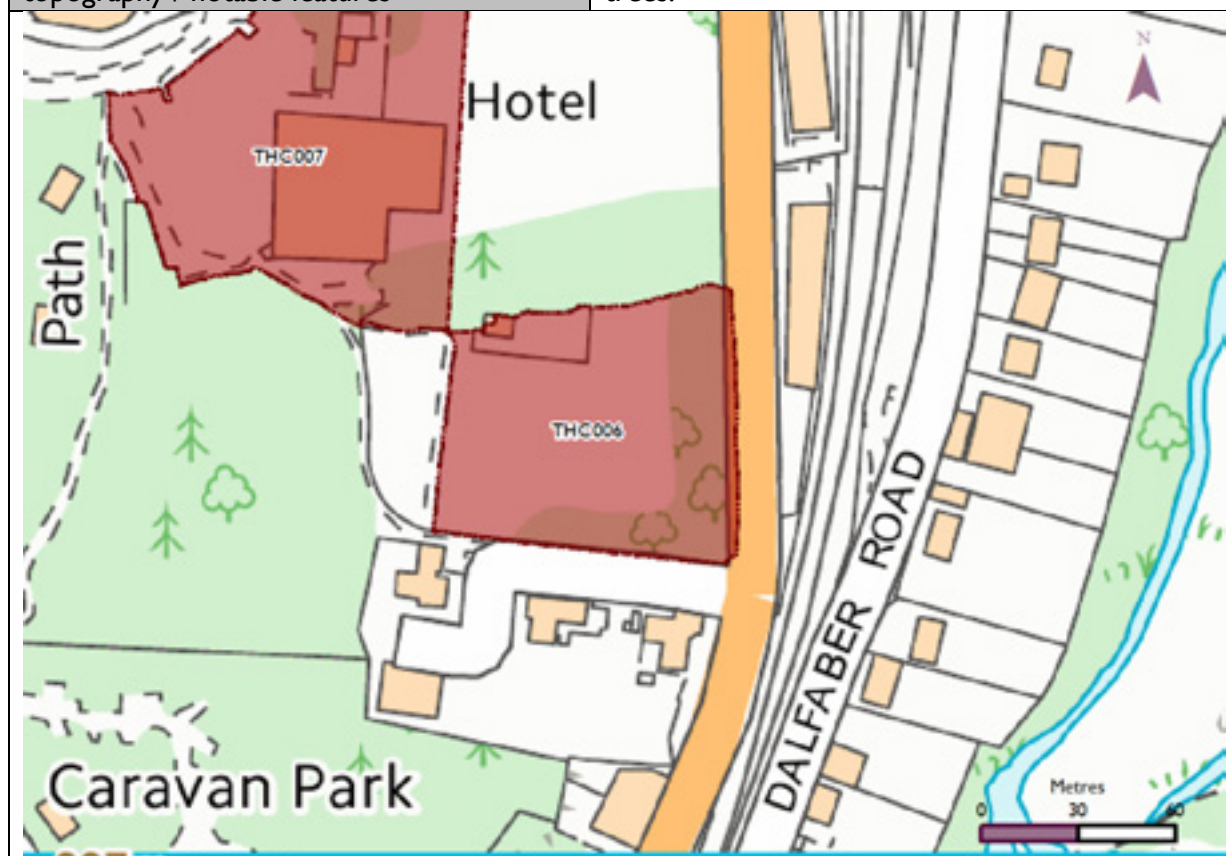 Hotel
N
THC007
Path
THC006
DALFABER ROAD
Caravan Park
Metres
0 30 60